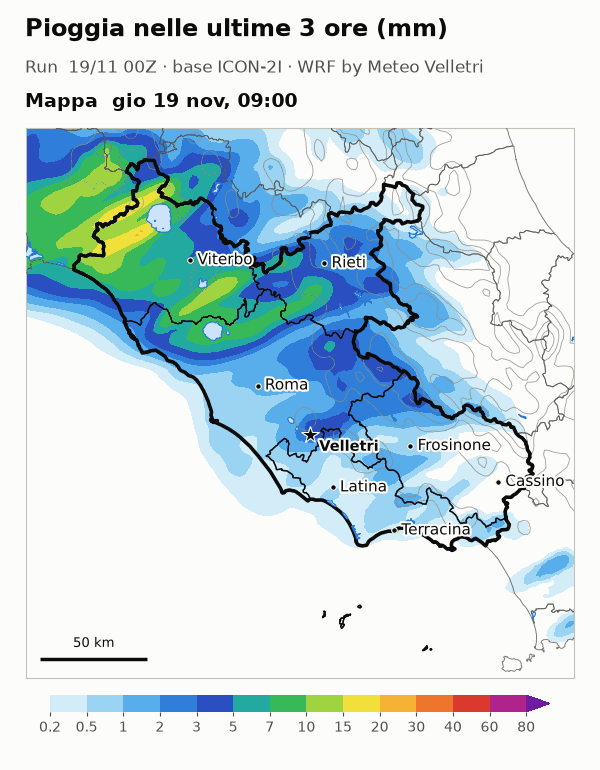 Pioggia nelle ultime 3 ore (mm)
Run  19/11 00Z · base ICON-2I · WRF by Meteo Velletri
Mappa  gio 19 nov, 09:00
Viterbo
Rieti
Roma
Velletri
Frosinone
Latina
Cassino
Terracina
50 km
0.2 0.5 1 2 3 5 7 10 15 20 30 40 60 80